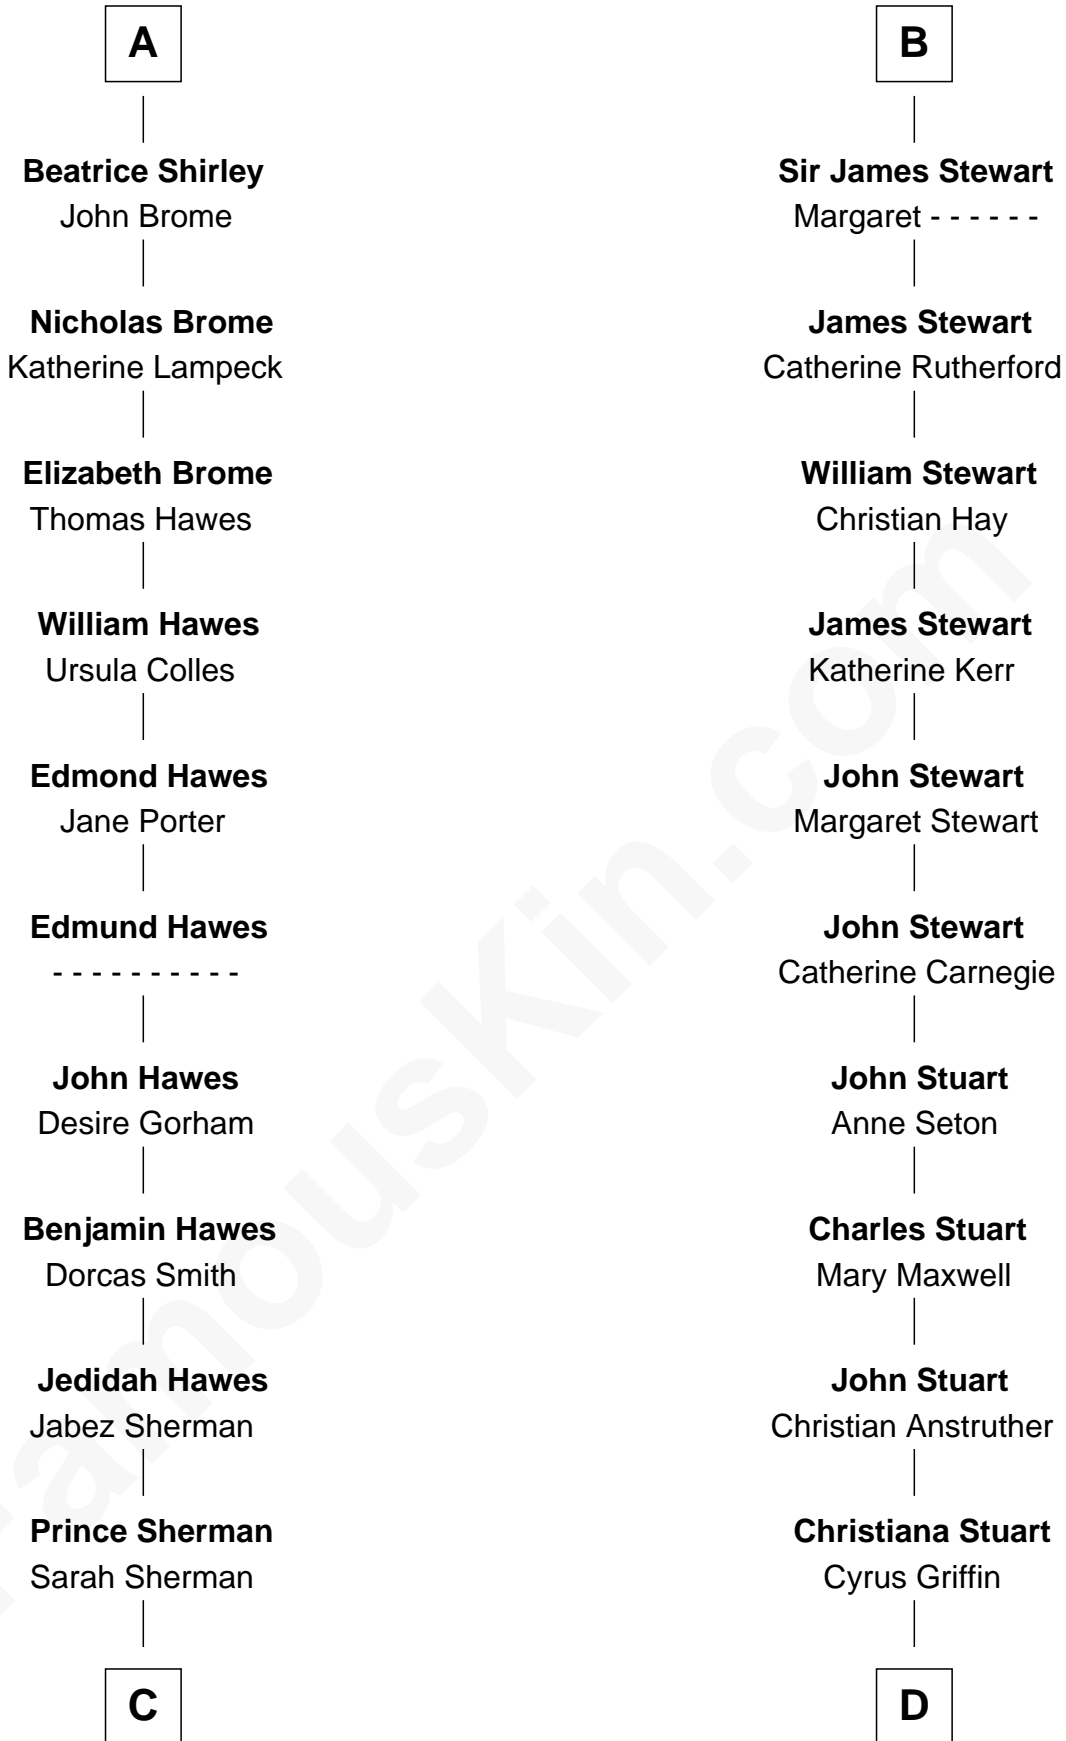 A
Beatrice Shirley
John Brome
Nicholas Brome
Katherine Lampeck
Elizabeth Brome
Thomas Hawes
William Hawes
Ursula Colles
Edmond Hawes
Jane Porter
Edmund Hawes
- - - - - - - - - -
John Hawes
Desire Gorham
Benjamin Hawes
Dorcas Smith
Jedidah Hawes
Jabez Sherman
Prince Sherman
Sarah Sherman
C
B
Sir James Stewart
Margaret - - - - - -
James Stewart
Catherine Rutherford
William Stewart
Christian Hay
James Stewart
Katherine Kerr
John Stewart
Margaret Stewart
John Stewart
Catherine Carnegie
John Stuart
Anne Seton
Charles Stuart
Mary Maxwell
John Stuart
Christian Anstruther
Christiana Stuart
Cyrus Griffin
D
FamousKin.com